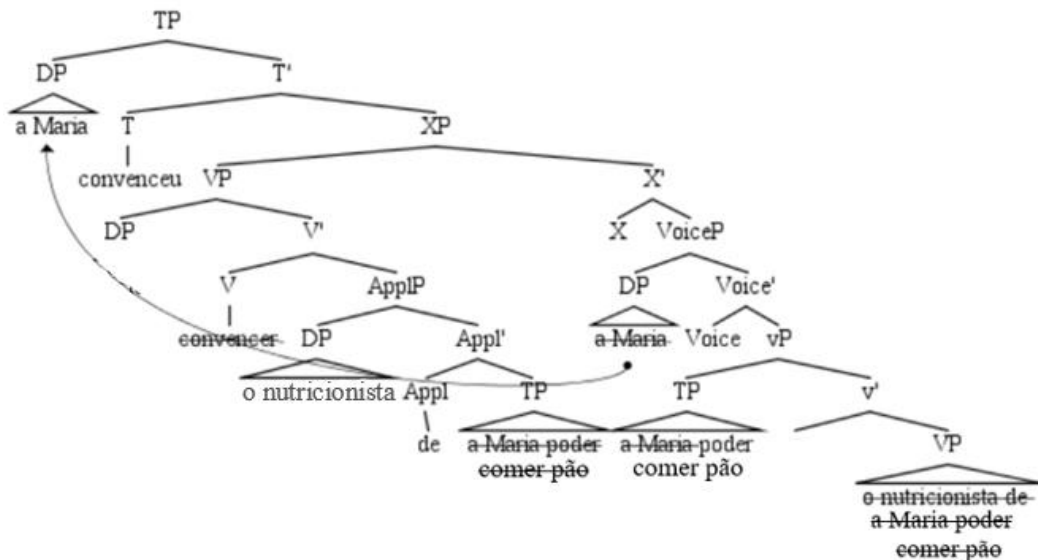 TP
DP T'
a Maria T XP
convenceu VP X'
DP V' X VoiceP
V ApplP DP Voice'
convencer DP Appl' a Maria Voice vP
o nutricionista Appl TP TP v'
de a Maria poder a Maria poder VP
comer pão comer pão
o nutricionista de
a Maria poder
comer pão